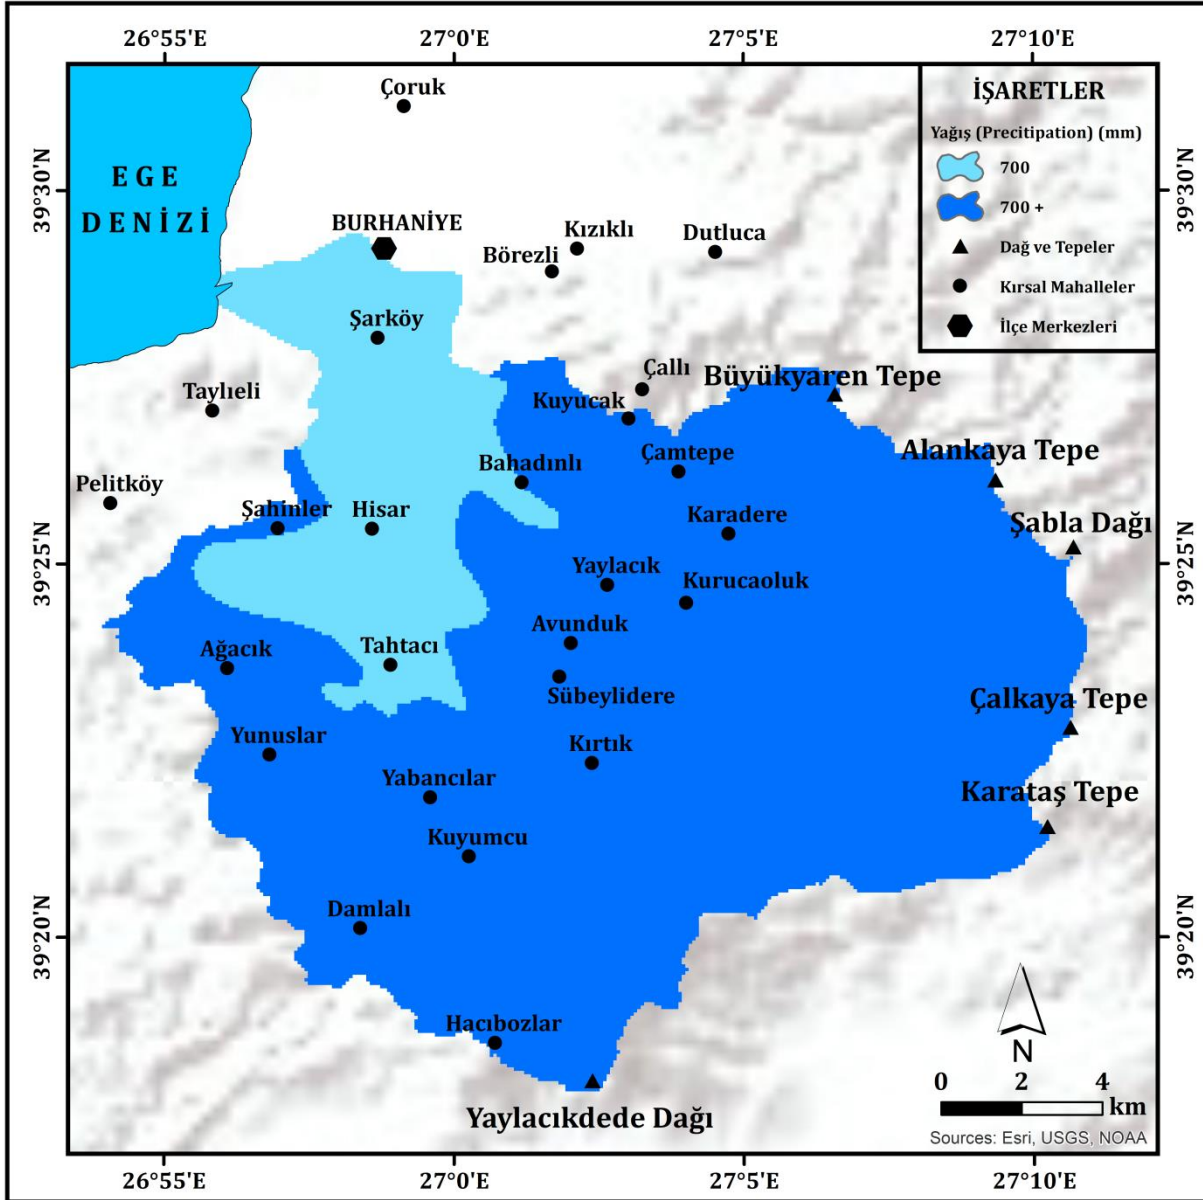 26°55'E
27°0'E
27°5'E
27°10'E
Çoruk
İŞARETLER
Yağış (Precitipation) (mm)
700
700 +
Dağ ve Tepeler
Kırsal Mahalleler
İlçe Merkezleri
39°30'N
39°30'N
EGE
DENİZİ
BURHANİYE
Kızıklı
Dutluca
Börezli
Şarköy
Çallı
Büyükyaren Tepe
Taylıeli
Kuyucak
Çamtepe
Alankaya Tepe
Bahadınlı
Pelitköy
Şahinler
Hisar
Karadere
Şabla Dağı
39°25'N
39°25'N
Yaylacık
Kurucaoluk
Avunduk
Ağacık
Tahtacı
Sübeylidere
Çalkaya Tepe
Yunuslar
Kırtık
Yabancılar
Karataş Tepe
Kuyumcu
Damlalı
39°20'N
39°20'N
Hacıbozlar
N
Yaylacıkdede Dağı
0 2 4
km
Sources: Esri, USGS, NOAA
26°55'E
27°0'E
27°5'E
27°10'E